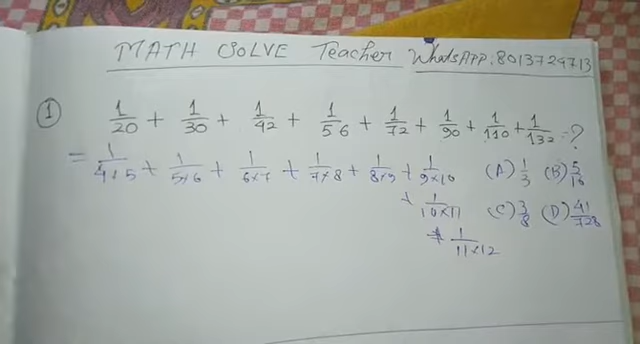 MATH SOLVE Teacher WhatsAPP: 8013729713
① 1/20 + 1/30 + 1/42 + 1/56 + 1/72 + 1/90 + 1/110 + 1/132 = ?
= 1/4×5 + 1/5×6 + 1/6×7 + 1/7×8 + 1/8×9 + 1/9×10 (A) 1/3 (B) 5/16
+ 1/10×11 (C) 3/8 (D) 41/728
+ 1/11×12